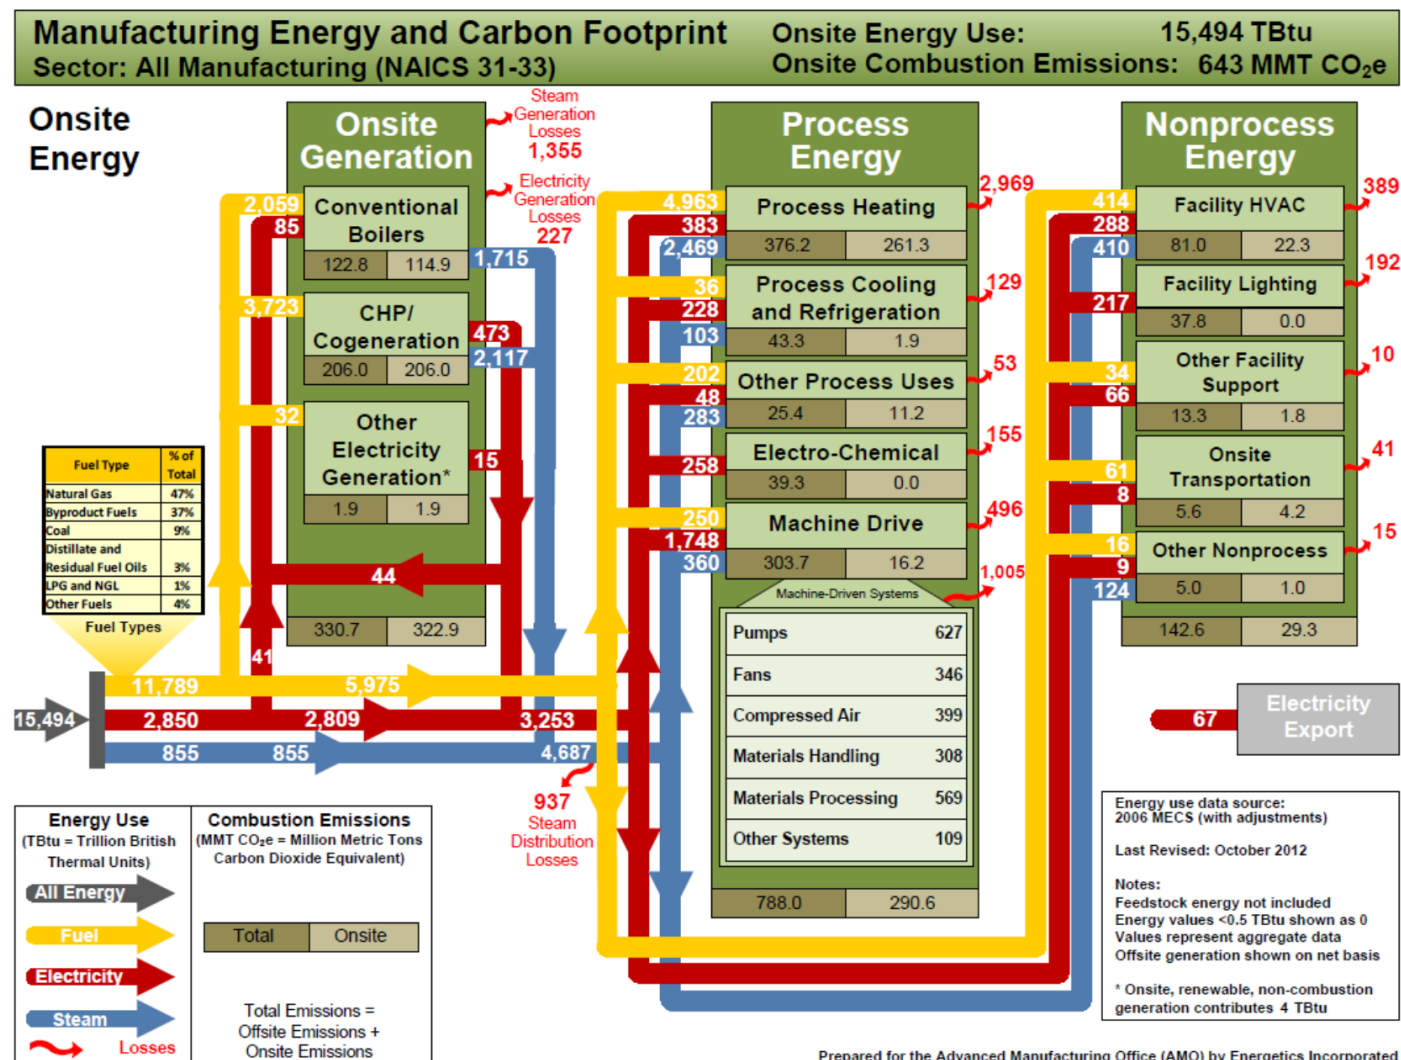 Manufacturing Energy and Carbon Footprint
Sector: All Manufacturing (NAICS 31-33)
Onsite Energy Use: 15,494 TBtu
Onsite Combustion Emissions: 643 MMT CO₂e
Onsite
Energy
Onsite
Generation
Steam
Generation
Losses
1,355
Electricity
Generation
Losses
227
2,059
85
Conventional
Boilers
122.8 114.9
1,715
3,723
CHP/
Cogeneration
206.0 206.0
473
2,117
32
Other
Electricity
Generation*
1.9 1.9
15
44
330.7 322.9
41
Fuel Type % of
Total
Natural Gas 47%
Byproduct Fuels 37%
Coal 9%
Distillate and
Residual Fuel Oils 3%
LPG and NGL 1%
Other Fuels 4%
Fuel Types
15,494
11,789 5,975
2,850 2,809 3,253
855 855 4,687
937
Steam
Distribution
Losses
Process
Energy
4,963
383
2,469
Process Heating
376.2 261.3
2,969
36
228
103
Process Cooling
and Refrigeration
43.3 1.9
129
202
48
283
Other Process Uses
25.4 11.2
53
258
Electro-Chemical
39.3 0.0
155
250
1,748
360
Machine Drive
303.7 16.2
496
Machine-Driven Systems
1,005
Pumps 627
Fans 346
Compressed Air 399
Materials Handling 308
Materials Processing 569
Other Systems 109
788.0 290.6
Nonprocess
Energy
414
288
410
Facility HVAC
81.0 22.3
389
217
Facility Lighting
37.8 0.0
192
34
66
Other Facility
Support
13.3 1.8
10
61
8
Onsite
Transportation
5.6 4.2
41
16
9
124
Other Nonprocess
5.0 1.0
15
142.6 29.3
67
Electricity
Export
Energy Use
(TBtu = Trillion British
Thermal Units)
All Energy
Fuel
Electricity
Steam
Losses
Combustion Emissions
(MMT CO₂e = Million Metric Tons
Carbon Dioxide Equivalent)
Total Onsite
Total Emissions =
Offsite Emissions +
Onsite Emissions
Energy use data source:
2006 MECS (with adjustments)
Last Revised: October 2012
Notes:
Feedstock energy not included
Energy values <0.5 TBtu shown as 0
Values represent aggregate data
Offsite generation shown on net basis
* Onsite, renewable, non-combustion
generation contributes 4 TBtu
Prepared for the Advanced Manufacturing Office (AMO) by Energetics Incorporated